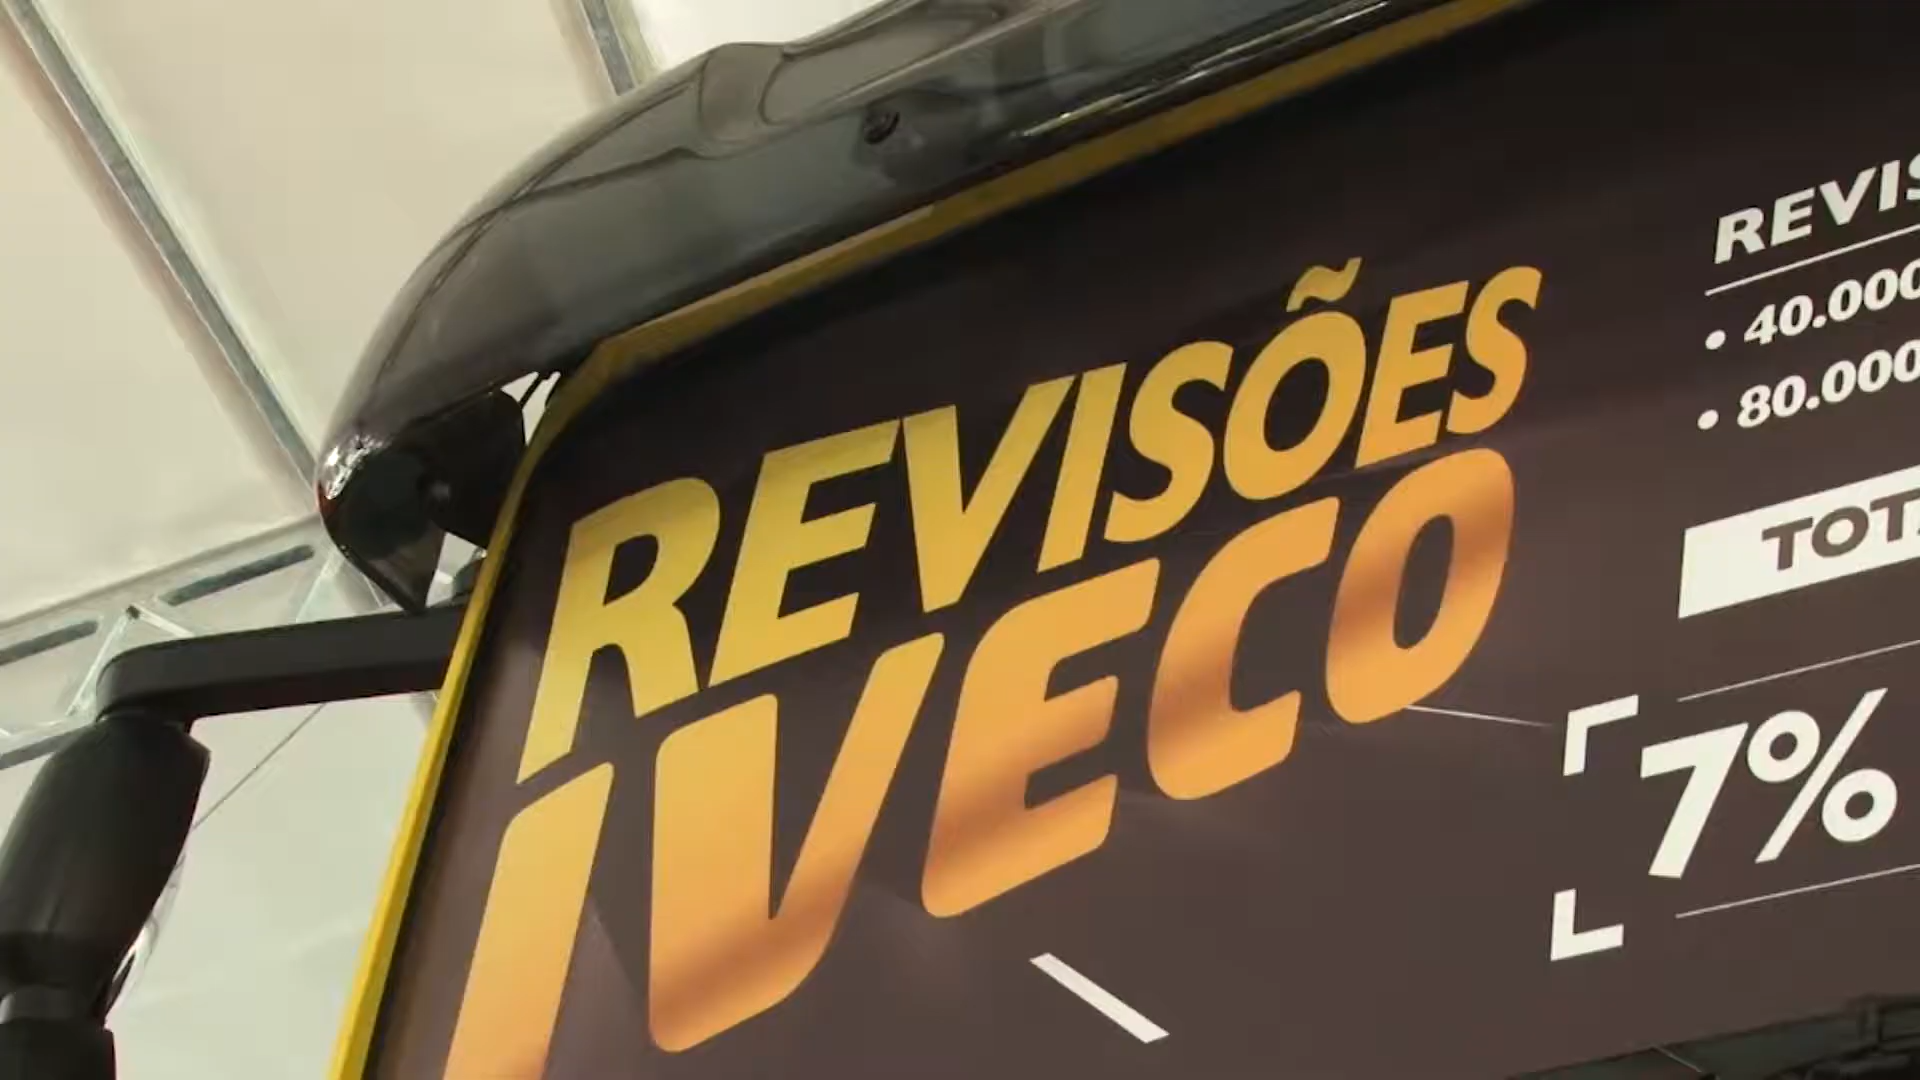 REVISÕES
IVECO
REVIS
• 40.000
• 80.000
TOT
7%